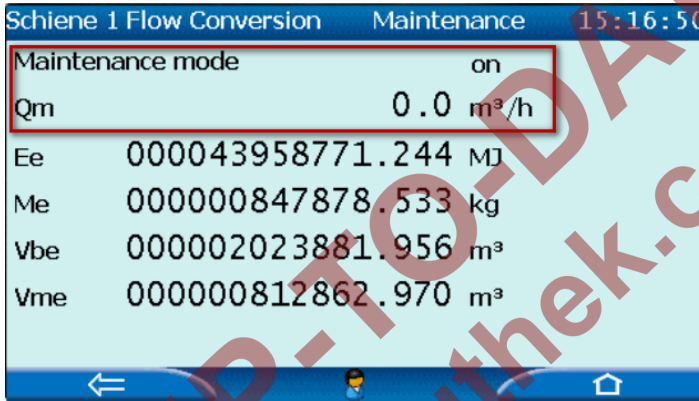 Schiene 1 Flow Conversion Maintenance 15:16:50
Maintenance mode on
Qm 0.0 m³/h
Ee 000043958771.244 MJ
Me 000000847878.533 kg
Vbe 000002023881.956 m³
Vme 000000812862.970 m³